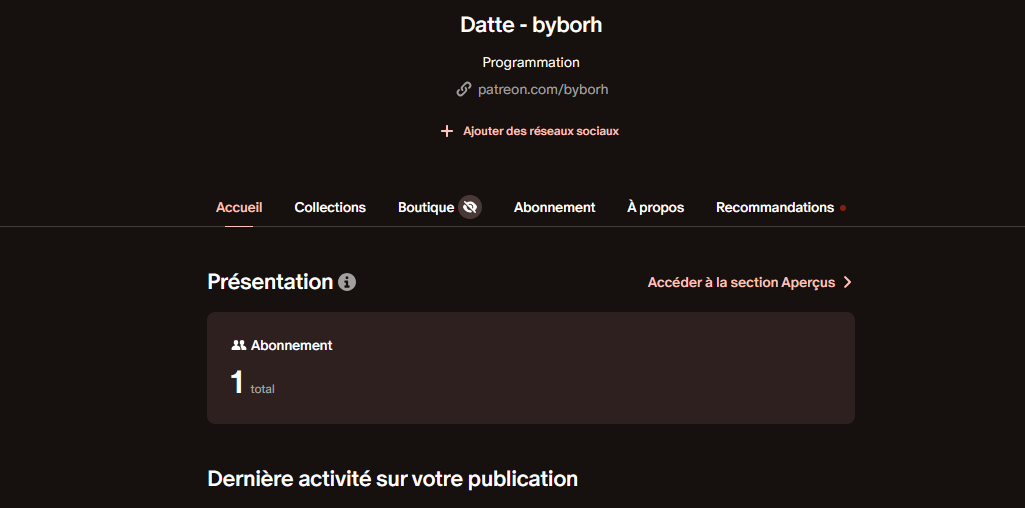 Datte - byborh
Programmation
patreon.com/byborh
Ajouter des réseaux sociaux
Accueil Collections Boutique Abonnement À propos Recommandations
Présentation Accéder à la section Aperçus
Abonnement
1 total
Dernière activité sur votre publication